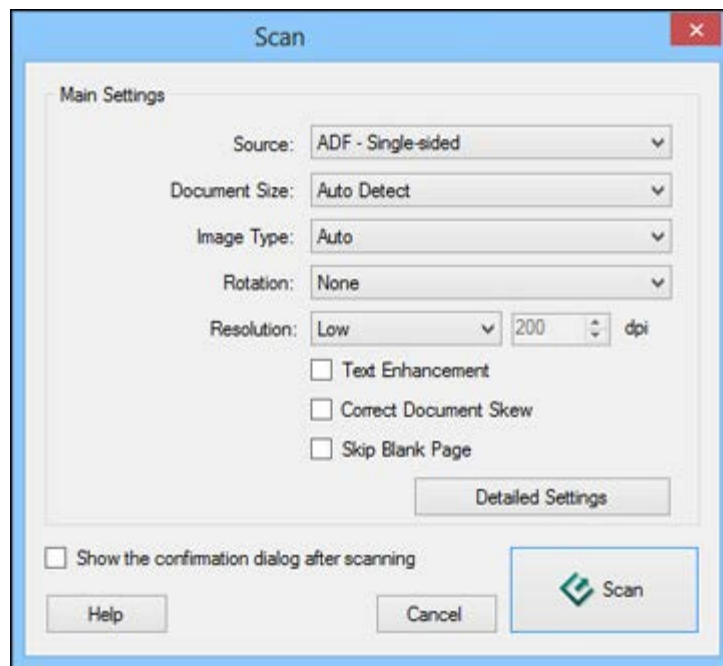 Scan
Main Settings
Source: ADF - Single-sided
Document Size: Auto Detect
Image Type: Auto
Rotation: None
Resolution: Low 200 dpi
Text Enhancement
Correct Document Skew
Skip Blank Page
Detailed Settings
Show the confirmation dialog after scanning
Scan
Help Cancel